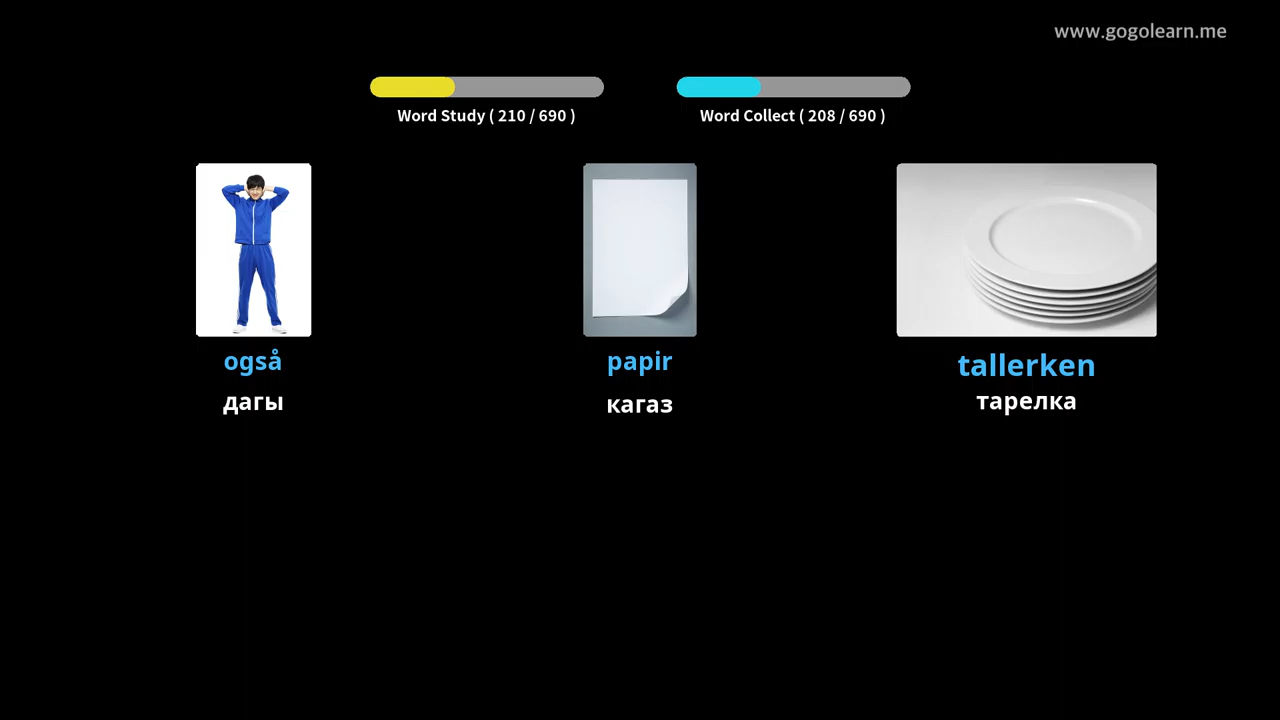 www.gogolearn.me
Word Study ( 210 / 690 )
Word Collect ( 208 / 690 )
også
papir
tallerken
дагы
кагаз
тарелка